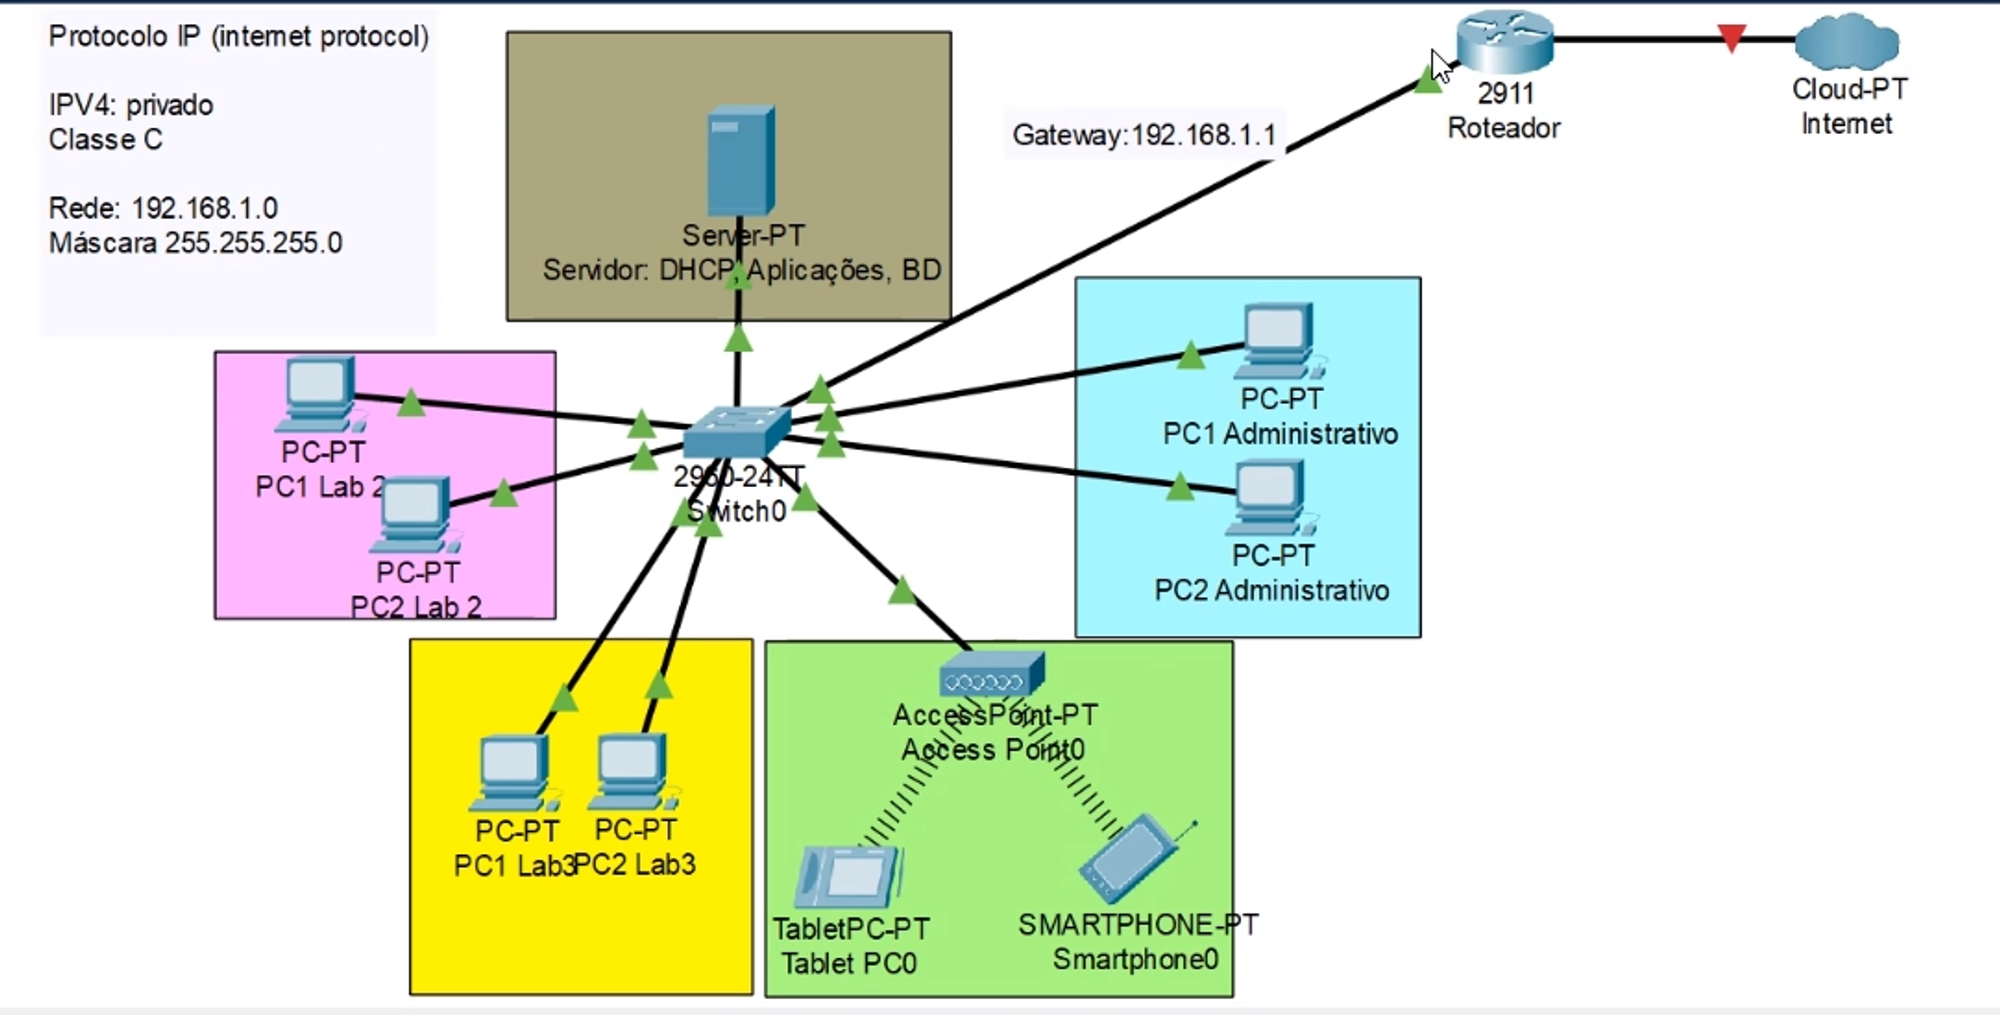 Protocolo IP (internet protocol)
IPV4: privado
Classe C
Rede: 192.168.1.0
Máscara 255.255.255.0
Server-PT
Servidor: DHCP, Aplicações, BD
Gateway:192.168.1.1
2911
Roteador
Cloud-PT
Internet
PC-PT
PC1 Lab 2
PC-PT
PC2 Lab 2
2960-24TT
Switch0
PC-PT
PC1 Administrativo
PC-PT
PC2 Administrativo
PC-PT
PC1 Lab3
PC-PT
PC2 Lab3
AccessPoint-PT
Access Point0
TabletPC-PT
Tablet PC0
SMARTPHONE-PT
Smartphone0